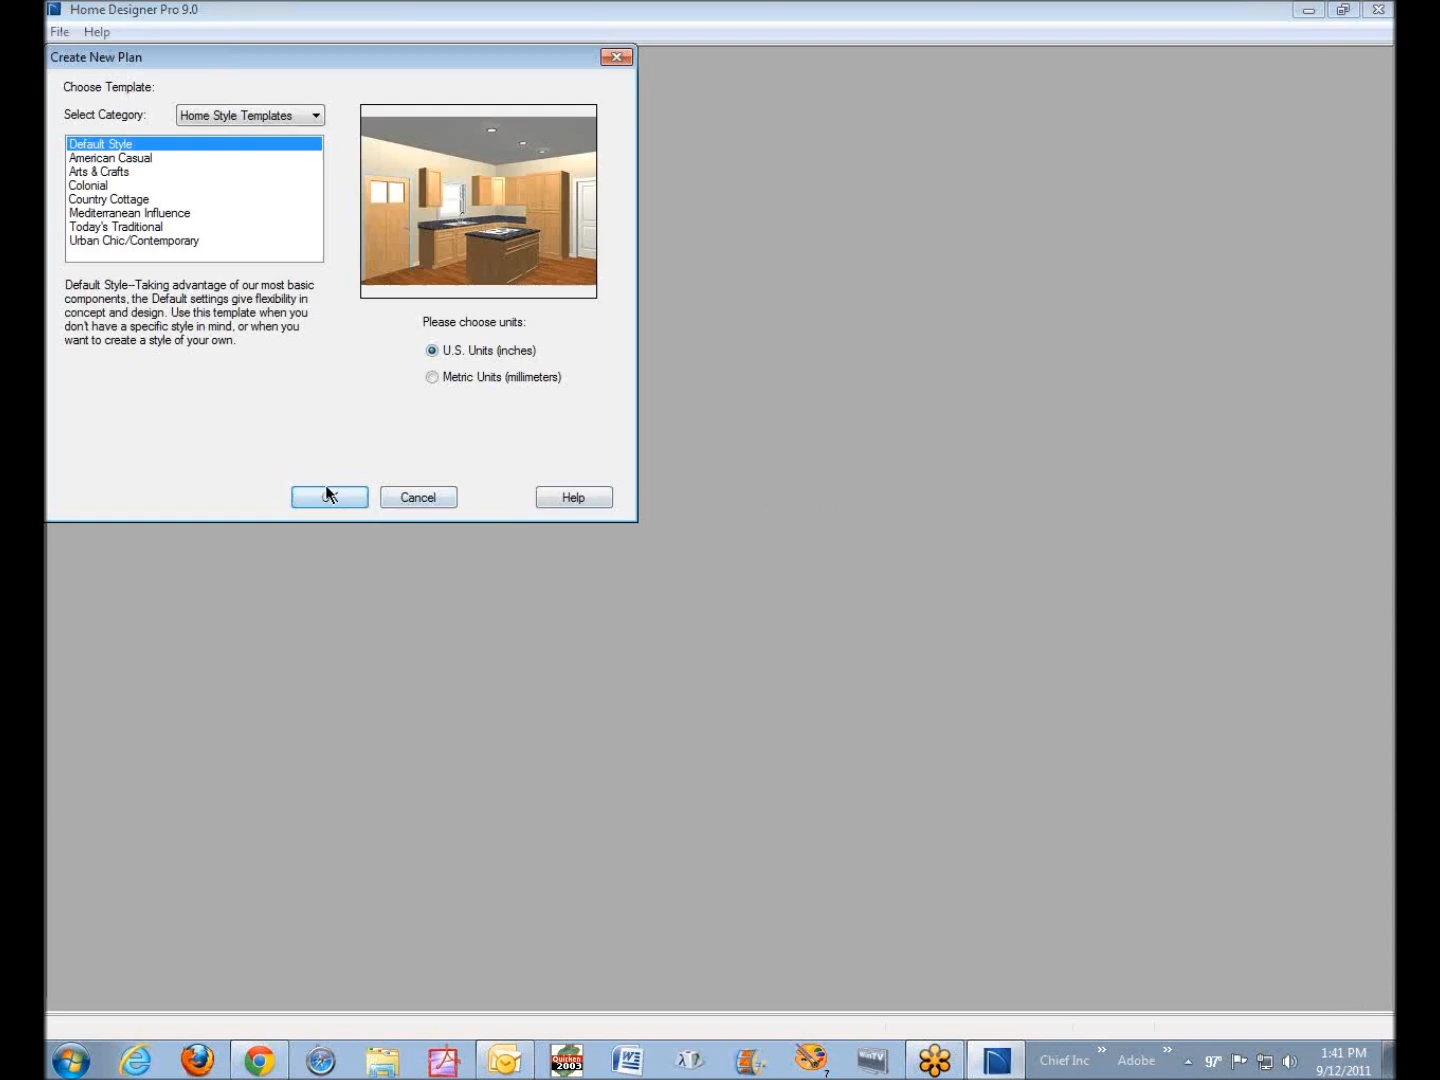 Home Designer Pro 9.0
File Help
Create New Plan
Choose Template:
Select Category: Home Style Templates
Default Style
American Casual
Arts & Crafts
Colonial
Country Cottage
Mediterranean Influence
Today's Traditional
Urban Chic/Contemporary
Default Style--Taking advantage of our most basic
components, the Default settings give flexibility in
concept and design. Use this template when you
don't have a specific style in mind, or when you
want to create a style of your own.
Please choose units:
U.S. Units (inches)
Metric Units (millimeters)
Cancel Help
Quicken
2003
7
Chief Inc » Adobe » 97°
1:41 PM
9/12/2011